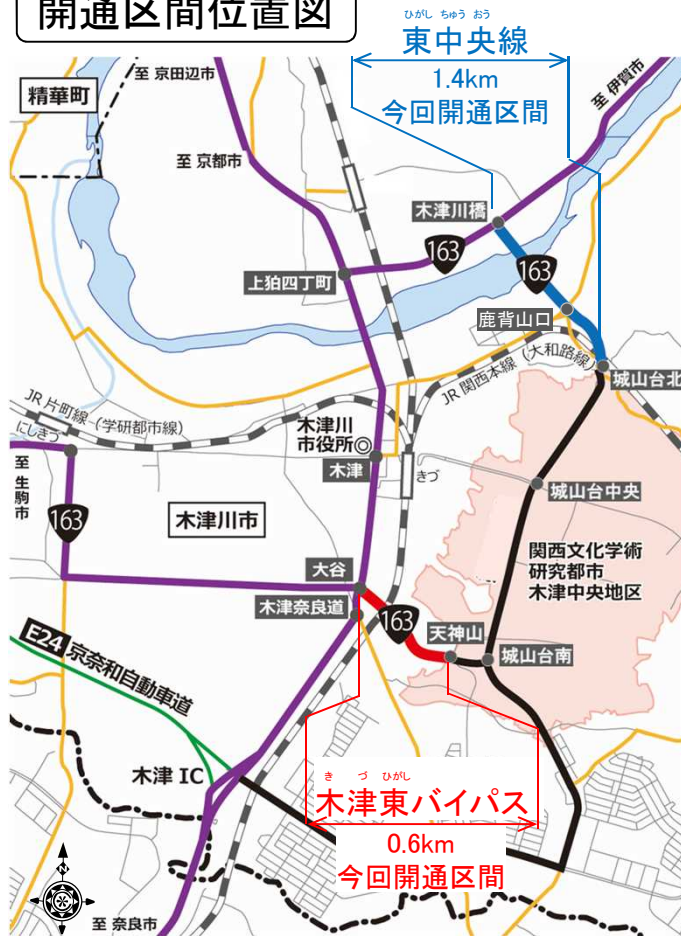 開通区間位置図
ひがし ちゅう おう
東中央線
1.4km
今回開通区間
至 京田辺市
至 伊賀市
精華町
至 京都市
木津川橋
163
163
上狛四丁町
鹿背山口
JR 関西本線（大和路線）
城山台北
JR 片町線（学研都市線）
にしきづ
木津川
市役所◎
木津
きづ
至 生駒市
城山台中央
163
木津川市
関西文化学術
研究都市
木津中央地区
大谷
木津奈良道
163
天神山
城山台南
E24 京奈和自動車道
木津 IC
き づ ひがし
木津東バイパス
0.6km
今回開通区間
至 奈良市